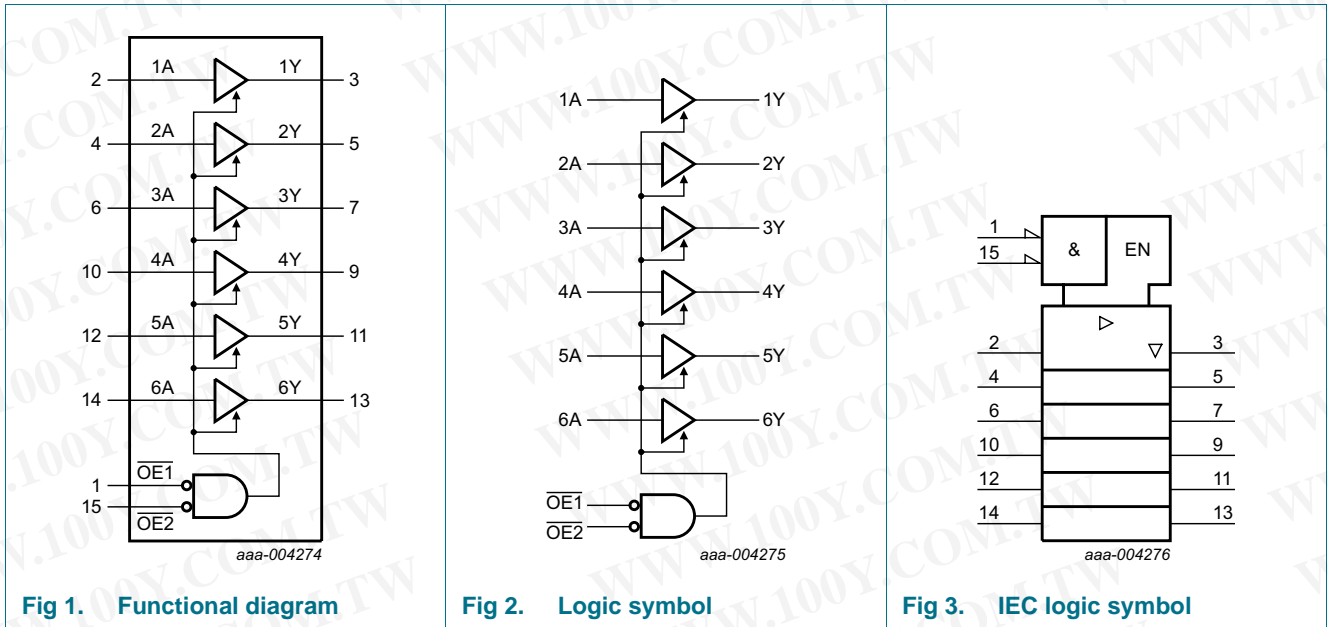 2 1A 1Y 3
4 2A 2Y 5
6 3A 3Y 7
10 4A 4Y 9
12 5A 5Y 11
14 6A 6Y 13
1 OE1
15 OE2
aaa-004274
Fig 1. Functional diagram
1A 1Y
2A 2Y
3A 3Y
4A 4Y
5A 5Y
6A 6Y
OE1
OE2
aaa-004275
Fig 2. Logic symbol
1
15
& EN
2 3
4 5
6 7
10 9
12 11
14 13
aaa-004276
Fig 3. IEC logic symbol
WWW.100Y.COM.TW